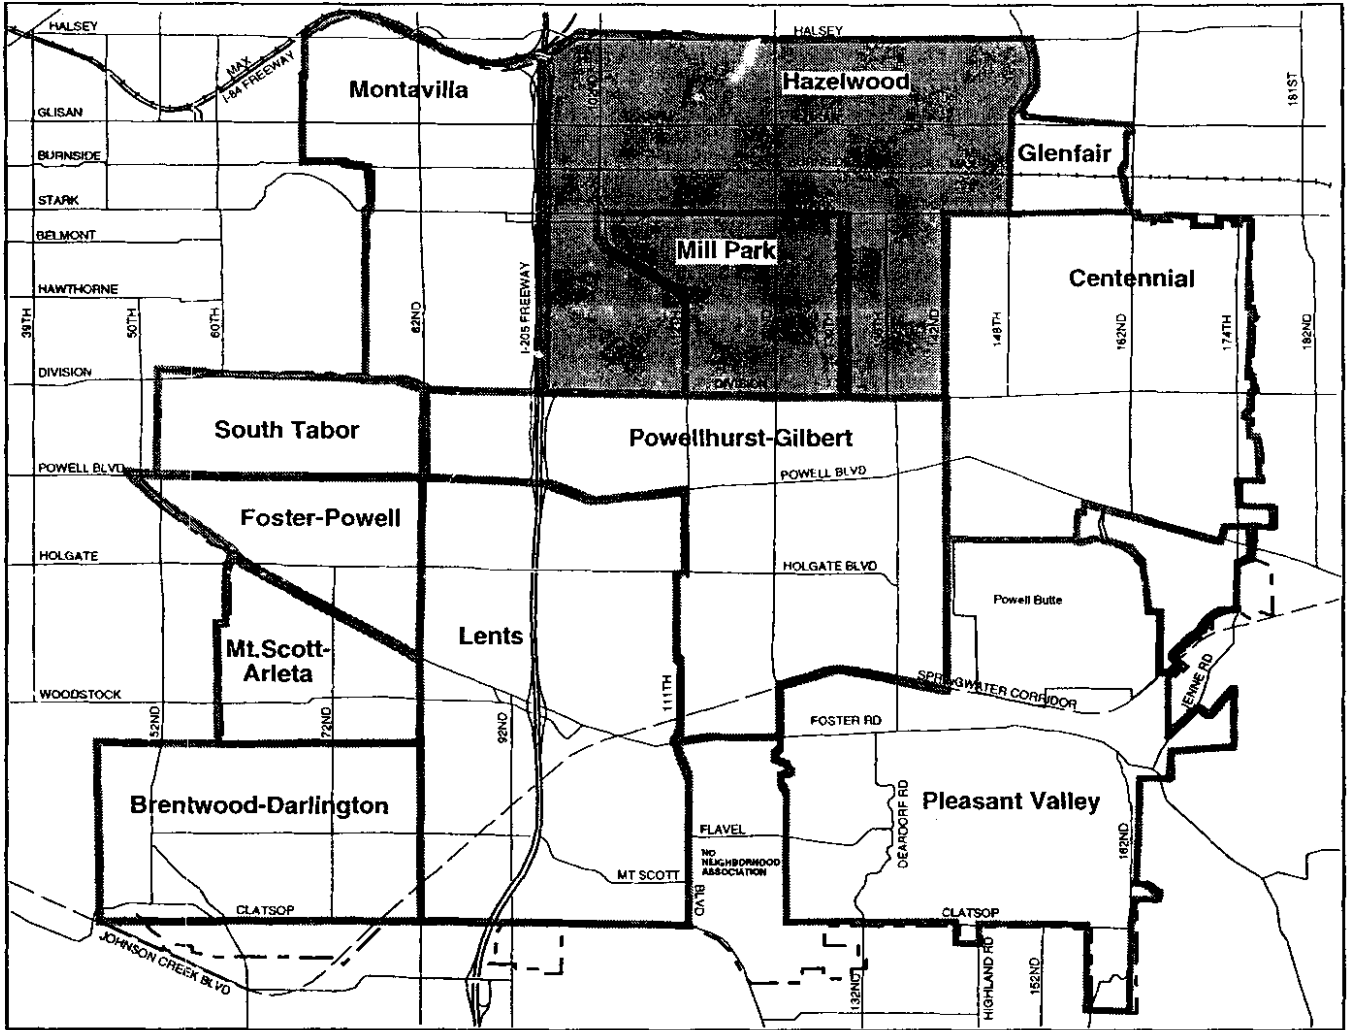 HALSEY
HALSEY
MAX
I-84 FREEWAY
Montavilla
Hazelwood
181ST
GLISAN
BURNSIDE
Glenfair
STARK
BELMONT
Mill Park
Centennial
HAWTHORNE
39TH
50TH
60TH
82ND
I-205 FREEWAY
142ND
148TH
162ND
174TH
182ND
DIVISION
DIVISION
South Tabor
Powellhurst-Gilbert
POWELL BLVD
POWELL BLVD
Foster-Powell
HOLGATE
HOLGATE BLVD
Powell Butte
Lents
Mt.Scott-
Arleta
WOODSTOCK
52ND
72ND
92ND
111TH
SPRINGWATER CORRIDOR
JENNE RD
FOSTER RD
Brentwood-Darlington
Pleasant Valley
DEARDORF RD
162ND
FLAVEL
NO
NEIGHBORHOOD
ASSOCIATION
MT SCOTT
BLVD
CLATSOP
CLATSOP
JOHNSON CREEK BLVD
132ND
HIGHLAND RD
152ND